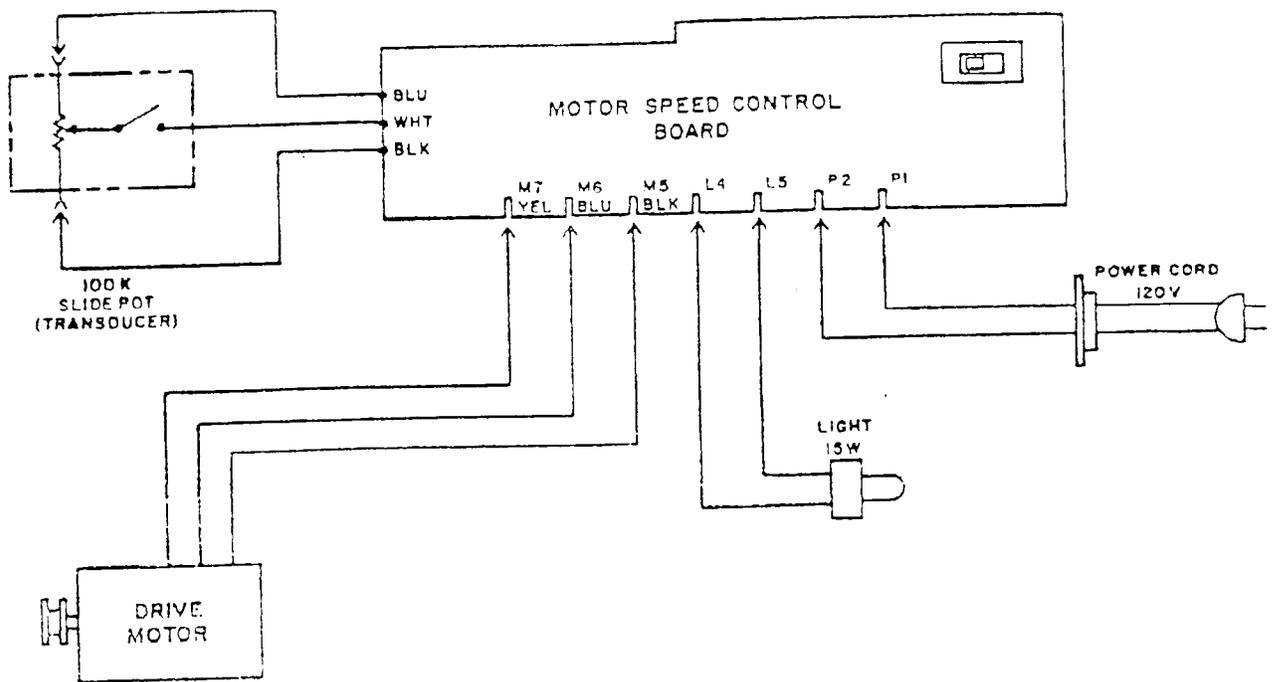 BLU
WHT
BLK
MOTOR SPEED CONTROL
BOARD
M7
YEL
M6
BLU
M5
BLK
L4
L5
P2
P1
100K
SLIDE POT
(TRANSDUCER)
POWER CORD
120V
LIGHT
15W
DRIVE
MOTOR